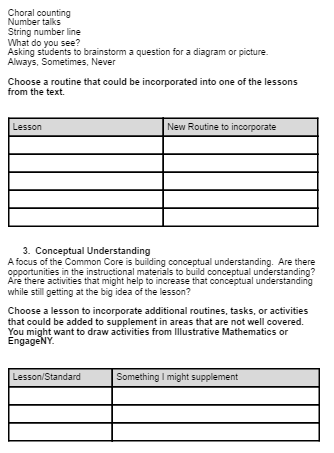 Choral counting
Number talks
String number line
What do you see?
Asking students to brainstorm a question for a diagram or picture.
Always, Sometimes, Never
Choose a routine that could be incorporated into one of the lessons
from the text.
Lesson New Routine to incorporate
3. Conceptual Understanding
A focus of the Common Core is building conceptual understanding. Are there
opportunities in the instructional materials to build conceptual understanding?
Are there activities that might help to increase that conceptual understanding
while still getting at the big idea of the lesson?
Choose a lesson to incorporate additional routines, tasks, or activities
that could be added to supplement in areas that are not well covered.
You might want to draw activities from Illustrative Mathematics or
EngageNY.
Lesson/Standard Something I might supplement